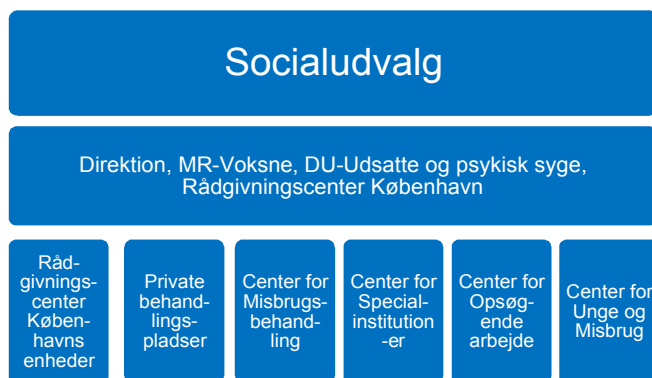 Socialudvalg
Direktion, MR-Voksne, DU-Udsatte og psykisk syge,
Rådgivningscenter København
Råd-
givnings-
center
Køben-
havns
enheder
Private
behand-
lings-
pladser
Center for
Misbrugs-
behand-
ling
Center for
Special-
institution
-er
Center for
Opsøg-
ende
arbejde
Center for
Unge og
Misbrug